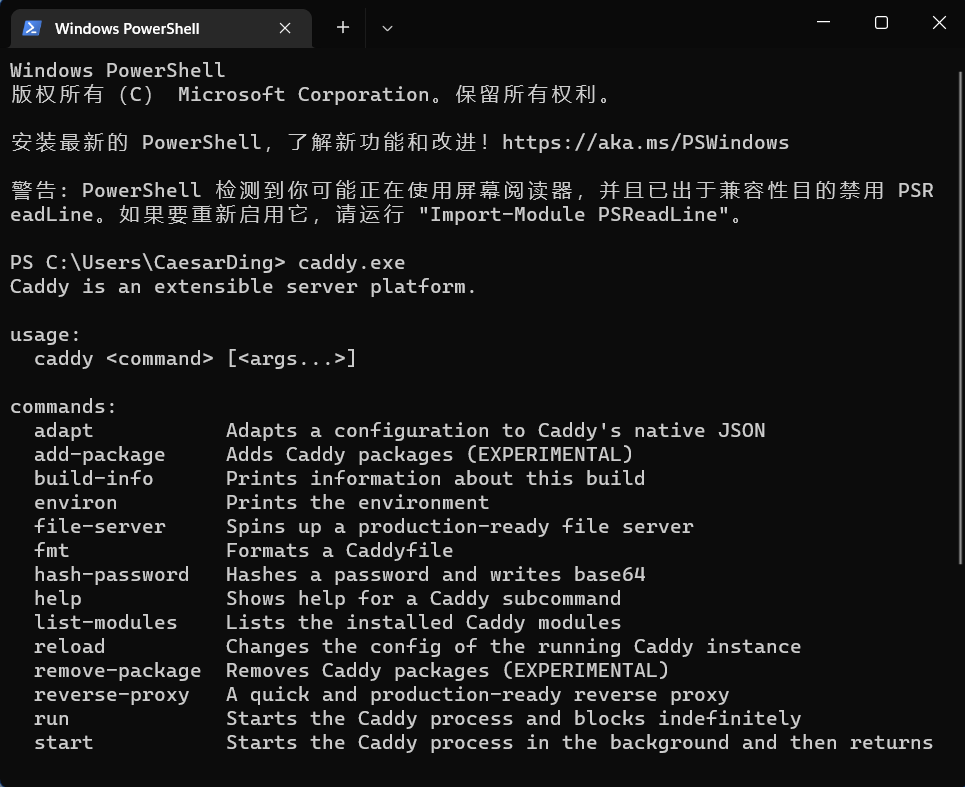 Windows PowerShell
Windows PowerShell
版权所有 (C) Microsoft Corporation。保留所有权利。
安装最新的 PowerShell，了解新功能和改进！https://aka.ms/PSWindows
警告: PowerShell 检测到你可能正在使用屏幕阅读器，并且已出于兼容性目的禁用 PSR
eadLine。如果要重新启用它，请运行 "Import-Module PSReadLine"。
PS C:\Users\CaesarDing> caddy.exe
Caddy is an extensible server platform.
usage:
  caddy <command> [<args...>]
commands:
  adapt           Adapts a configuration to Caddy's native JSON
  add-package     Adds Caddy packages (EXPERIMENTAL)
  build-info      Prints information about this build
  environ         Prints the environment
  file-server     Spins up a production-ready file server
  fmt             Formats a Caddyfile
  hash-password   Hashes a password and writes base64
  help            Shows help for a Caddy subcommand
  list-modules    Lists the installed Caddy modules
  reload          Changes the config of the running Caddy instance
  remove-package  Removes Caddy packages (EXPERIMENTAL)
  reverse-proxy   A quick and production-ready reverse proxy
  run             Starts the Caddy process and blocks indefinitely
  start           Starts the Caddy process in the background and then returns